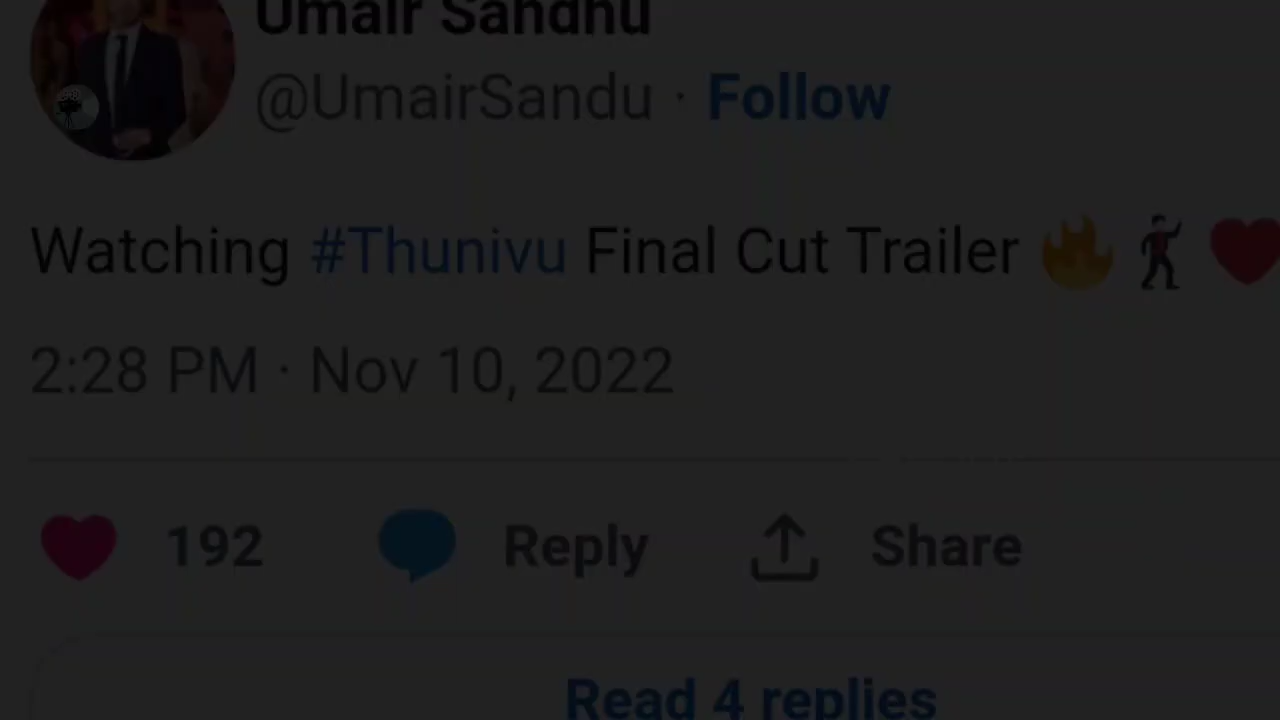 Umair Sandhu
@UmairSandu · Follow
Watching #Thunivu Final Cut Trailer 🔥 🕺 ❤
2:28 PM · Nov 10, 2022
192 Reply Share
Read 4 replies